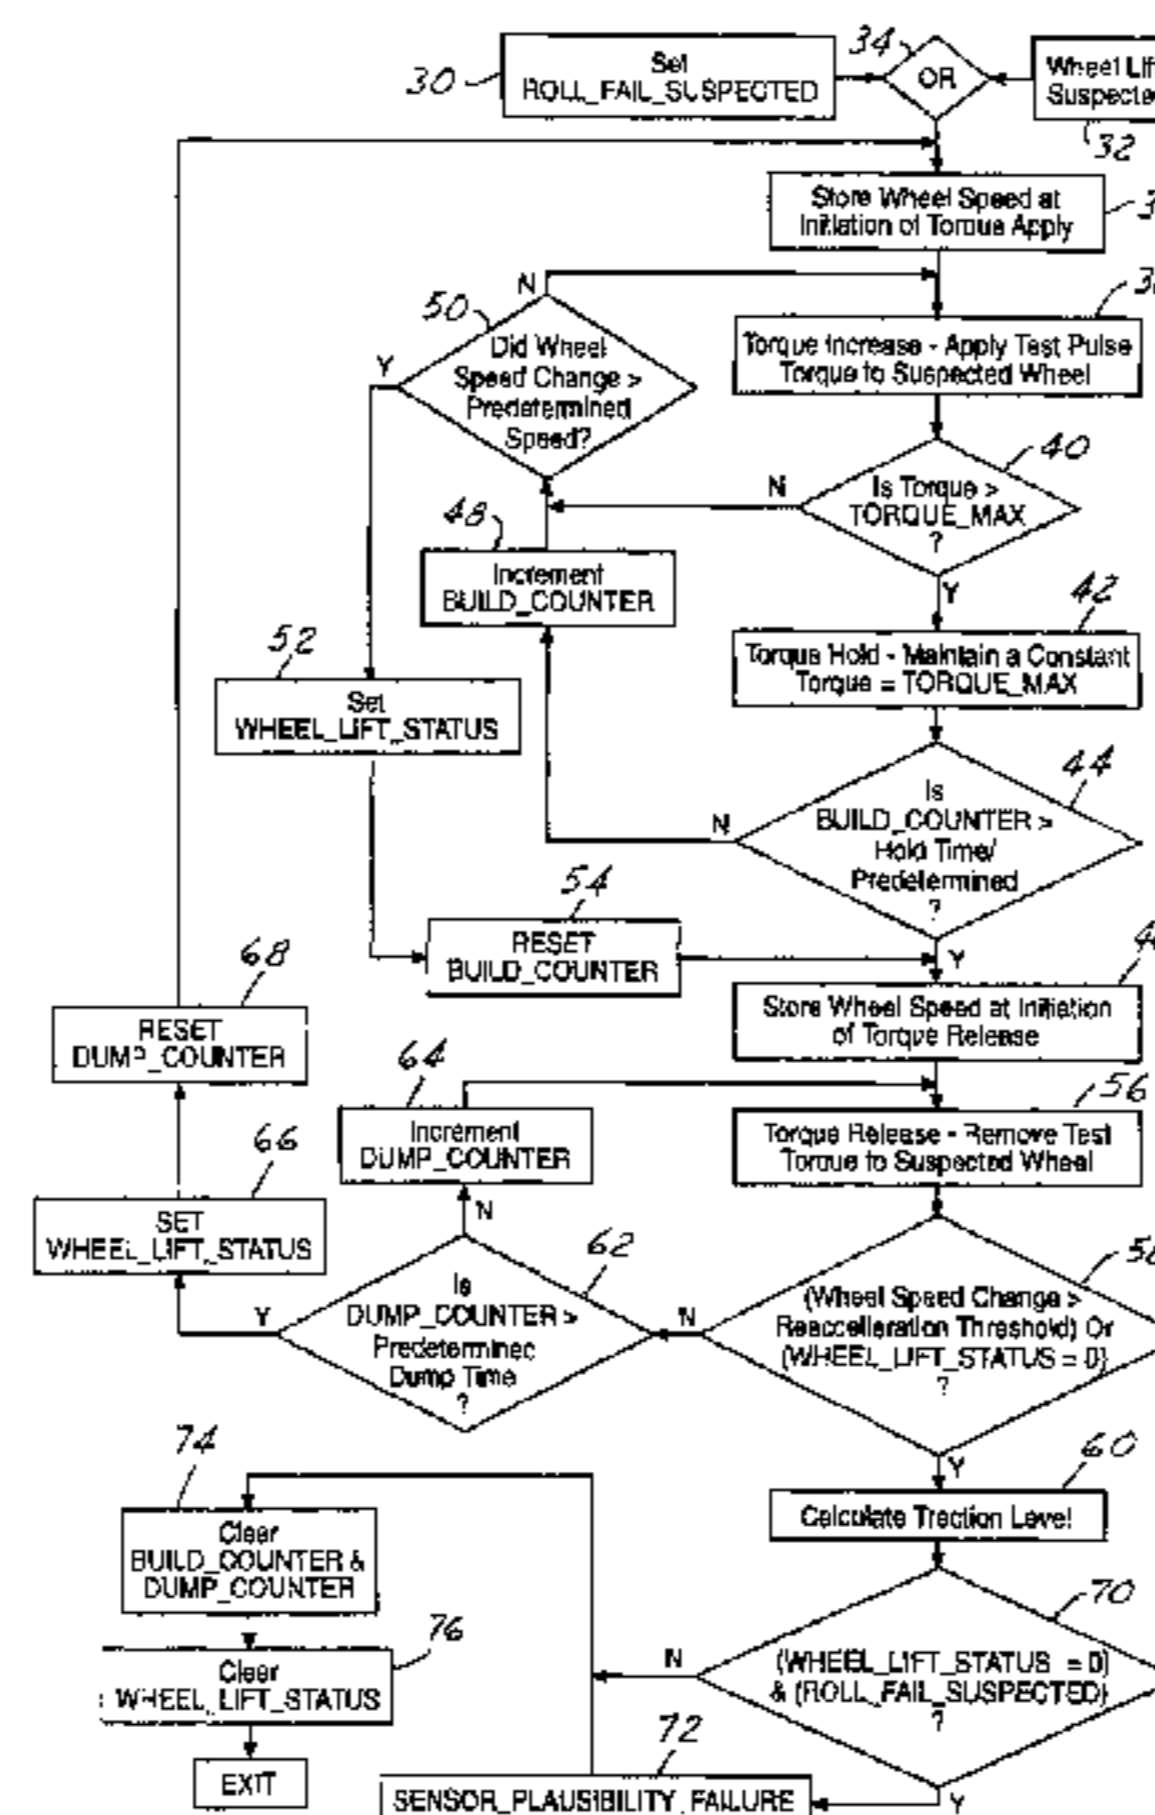 30
Set
ROLL_FAIL_SUSPECTED
34
OR
Wheel Lif
Suspecte
32
Store Wheel Speed at
Initiation of Torque Apply
3
N
50
Did Wheel
Speed Change >
Predetermined
Speed?
Y
3
Torque Increase - Apply Test Pulse
Torque to Suspected Wheel
40
Is Torque >
TORQUE_MAX
?
N
Y
48
Increment
BUILD_COUNTER
42
Torque Hold - Maintain a Constant
Torque = TORQUE_MAX
52
Set
WHEEL_LIFT_STATUS
44
Is
BUILD_COUNTER >
Hold Time/
Predetermined
?
N
Y
54
RESET
BUILD_COUNTER
4
Store Wheel Speed at Initiation
of Torque Release
68
RESET
DUMP_COUNTER
64
Increment
DUMP_COUNTER
N
56
Torque Release - Remove Test
Torque to Suspected Wheel
66
SET
WHEEL_LIFT_STATUS
Y
62
Is
DUMP_COUNTER >
Predetermined
Dump Time
?
N
5
(Wheel Speed Change >
Reaccelleration Threshold) Or
(WHEEL_LIFT_STATUS = 0)
?
Y
60
Calculate Traction Level
74
Clear
BUILD_COUNTER &
DUMP_COUNTER
76
Clear
WHEEL_LIFT_STATUS
EXIT
70
(WHEEL_LIFT_STATUS = 0)
& (ROLL_FAIL_SUSPECTED)
?
N
Y
72
SENSOR_PLAUSIBILITY_FAILURE